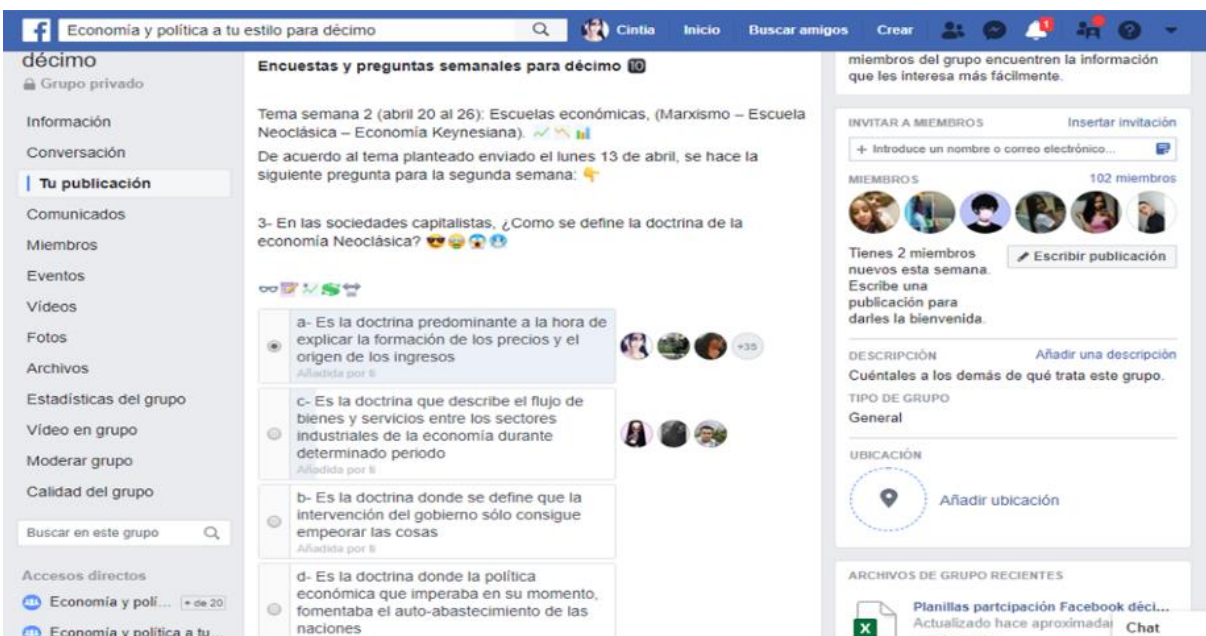 Economía y política a tu estilo para décimo
Cintia
Inicio
Buscar amigos
Crear
1
décimo
Grupo privado
Información
Conversación
Tu publicación
Comunicados
Miembros
Eventos
Vídeos
Fotos
Archivos
Estadísticas del grupo
Vídeo en grupo
Moderar grupo
Calidad del grupo
Buscar en este grupo
Accesos directos
Economía y polí... + de 20
Economía y política a tu...
Encuestas y preguntas semanales para décimo 🔟
Tema semana 2 (abril 20 al 26): Escuelas económicas, (Marxismo – Escuela
Neoclásica – Economía Keynesiana).
De acuerdo al tema planteado enviado el lunes 13 de abril, se hace la
siguiente pregunta para la segunda semana:
3- En las sociedades capitalistas, ¿Como se define la doctrina de la
economía Neoclásica?
a- Es la doctrina predominante a la hora de
explicar la formación de los precios y el
origen de los ingresos
Añadida por ti
+35
c- Es la doctrina que describe el flujo de
bienes y servicios entre los sectores
industriales de la economía durante
determinado periodo
Añadida por ti
b- Es la doctrina donde se define que la
intervención del gobierno sólo consigue
empeorar las cosas
Añadida por ti
d- Es la doctrina donde la política
económica que imperaba en su momento,
fomentaba el auto-abastecimiento de las
naciones
miembros del grupo encuentren la información
que les interesa más fácilmente.
INVITAR A MIEMBROS
Insertar invitación
+ Introduce un nombre o correo electrónico...
MIEMBROS
102 miembros
Tienes 2 miembros
nuevos esta semana.
Escribe una
publicación para
darles la bienvenida.
Escribir publicación
DESCRIPCIÓN
Añadir una descripción
Cuéntales a los demás de qué trata este grupo.
TIPO DE GRUPO
General
UBICACIÓN
Añadir ubicación
ARCHIVOS DE GRUPO RECIENTES
Planillas partcipación Facebook déci...
Actualizado hace aproximada
Chat